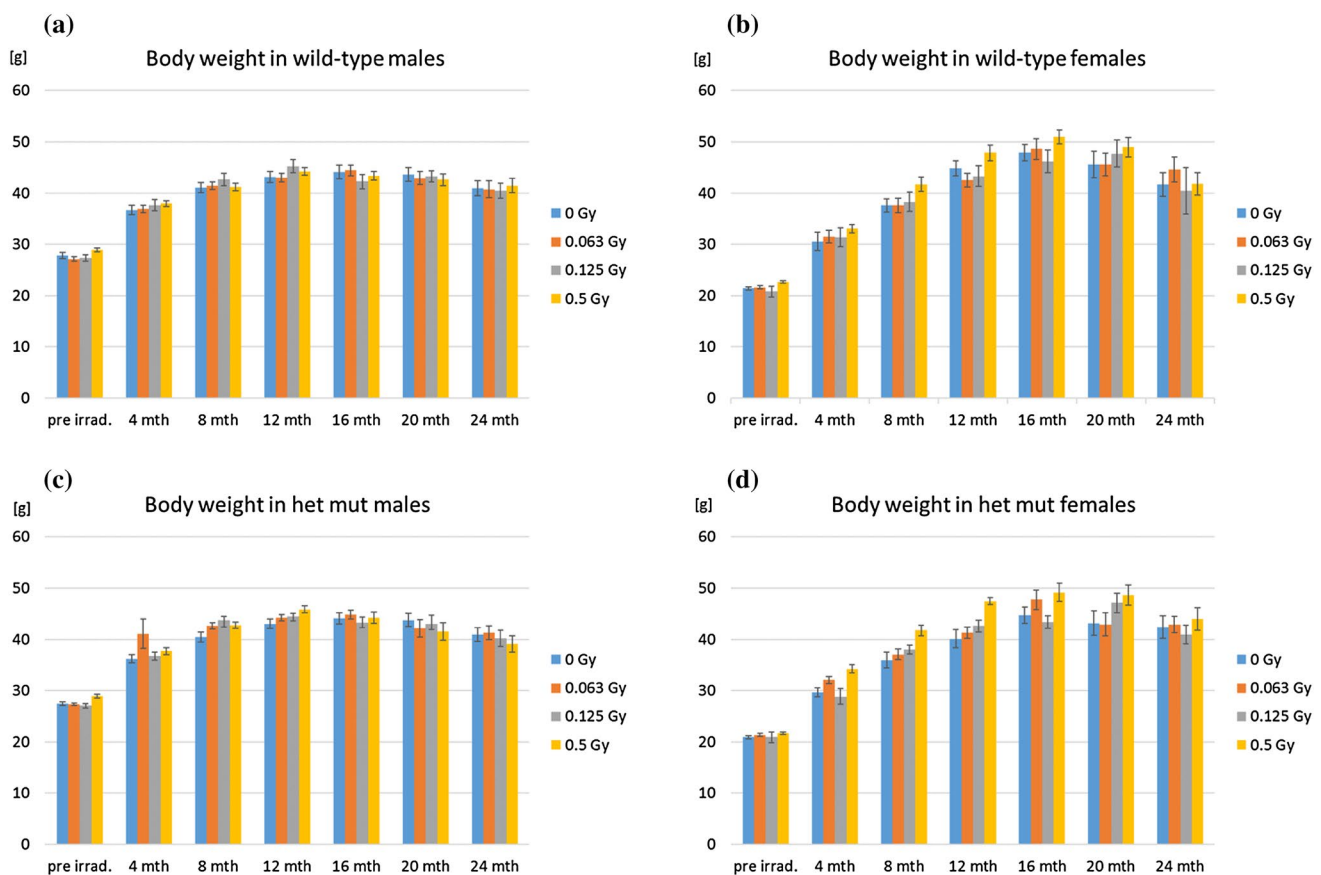 (a)
[g]
Body weight in wild-type males
60
50
40
30
20
10
0
pre irrad. 4 mth 8 mth 12 mth 16 mth 20 mth 24 mth
0 Gy
0.063 Gy
0.125 Gy
0.5 Gy
(b)
[g]
Body weight in wild-type females
60
50
40
30
20
10
0
pre irrad. 4 mth 8 mth 12 mth 16 mth 20 mth 24 mth
0 Gy
0.063 Gy
0.125 Gy
0.5 Gy
(c)
[g]
Body weight in het mut males
60
50
40
30
20
10
0
pre irrad. 4 mth 8 mth 12 mth 16 mth 20 mth 24 mth
0 Gy
0.063 Gy
0.125 Gy
0.5 Gy
(d)
[g]
Body weight in het mut females
60
50
40
30
20
10
0
pre irrad. 4 mth 8 mth 12 mth 16 mth 20 mth 24 mth
0 Gy
0.063 Gy
0.125 Gy
0.5 Gy